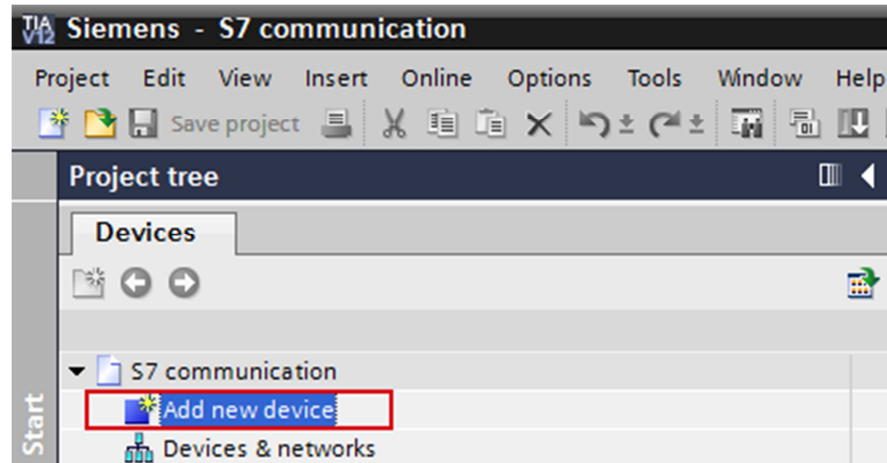 TIA V12 Siemens - S7 communication
Project Edit View Insert Online Options Tools Window Help
Save project
Project tree
Devices
S7 communication
Add new device
Devices & networks
Start